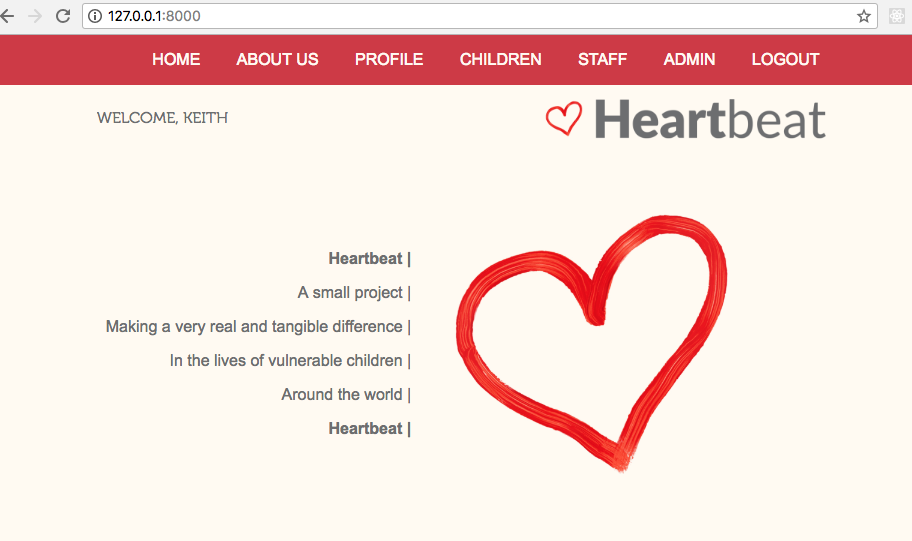 127.0.0.1:8000
HOME ABOUT US PROFILE CHILDREN STAFF ADMIN LOGOUT
WELCOME, KEITH
Heartbeat
Heartbeat |
A small project |
Making a very real and tangible difference |
In the lives of vulnerable children |
Around the world |
Heartbeat |